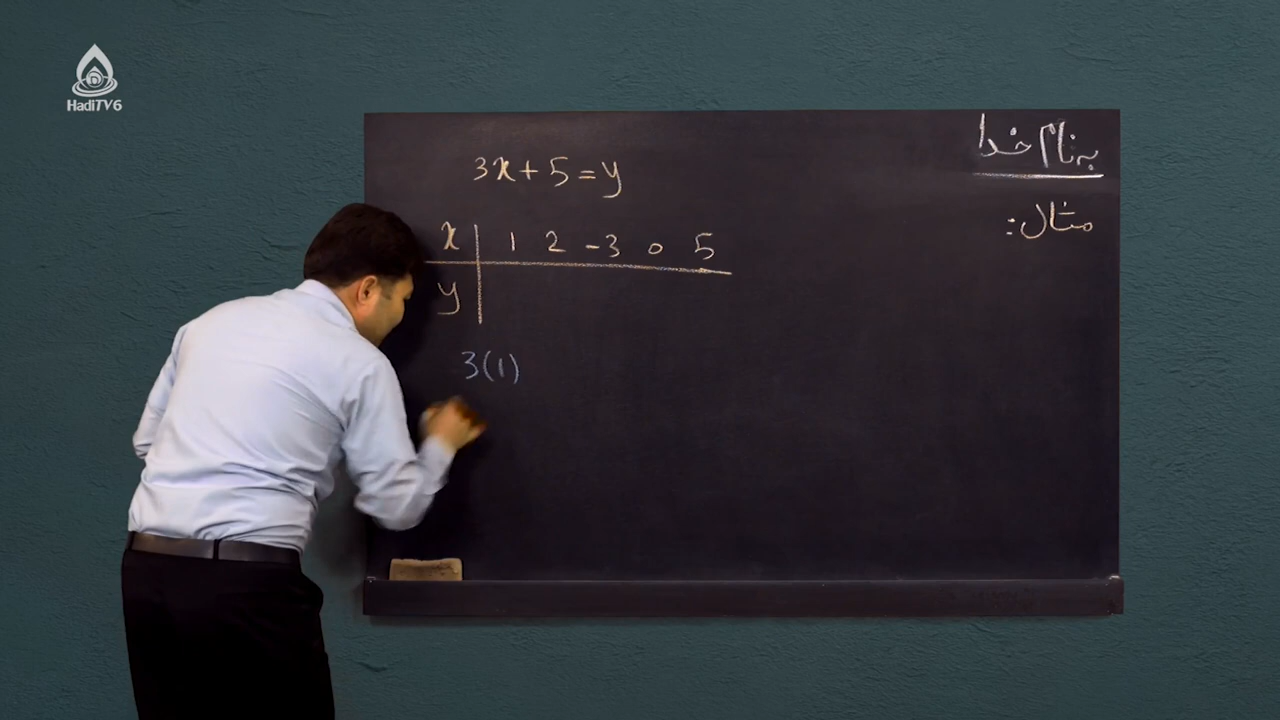 HadiTV6
به نام خدا
مثال:
3x+5=y
x | 1 2 -3 0 5
y |
3(1)